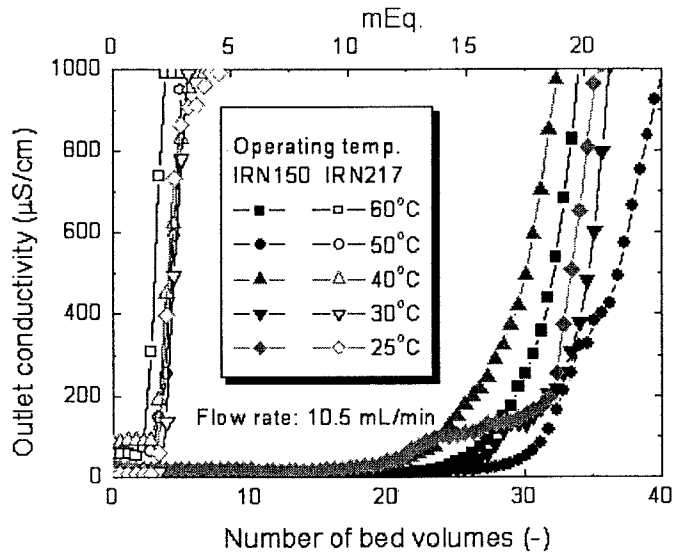 mEq.
0 5 10 15 20
1000
800
600
400
200
0
Outlet conductivity (µS/cm)
Operating temp.
IRN150 IRN217
60°C
50°C
40°C
30°C
25°C
Flow rate: 10.5 mL/min
0 10 20 30 40
Number of bed volumes (-)